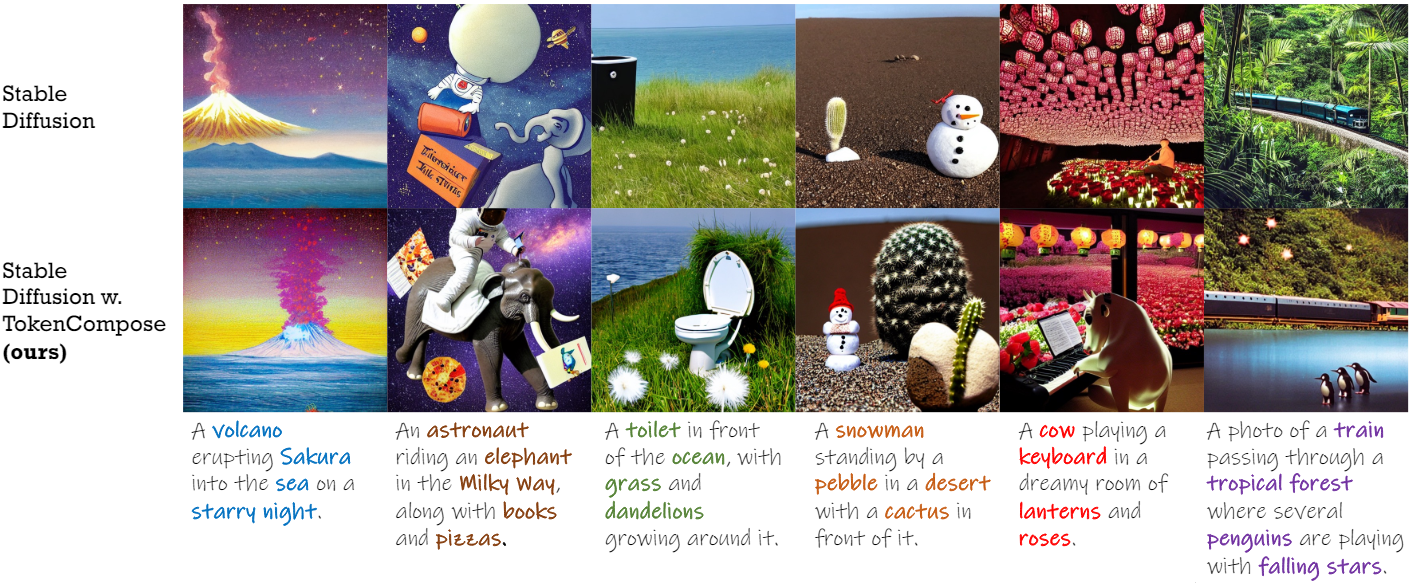 Stable
Diffusion
Stable
Diffusion w.
TokenCompose
(ours)
A volcano
erupting Sakura
into the sea on a
starry night.
An astronaut
riding an elephant
in the Milky Way,
along with books
and pizzas.
A toilet in front
of the ocean, with
grass and
dandelions
growing around it.
A snowman
standing by a
pebble in a desert
with a cactus in
front of it.
A cow playing a
keyboard in a
dreamy room of
lanterns and
roses.
A photo of a train
passing through a
tropical forest
where several
penguins are playing
with falling stars.